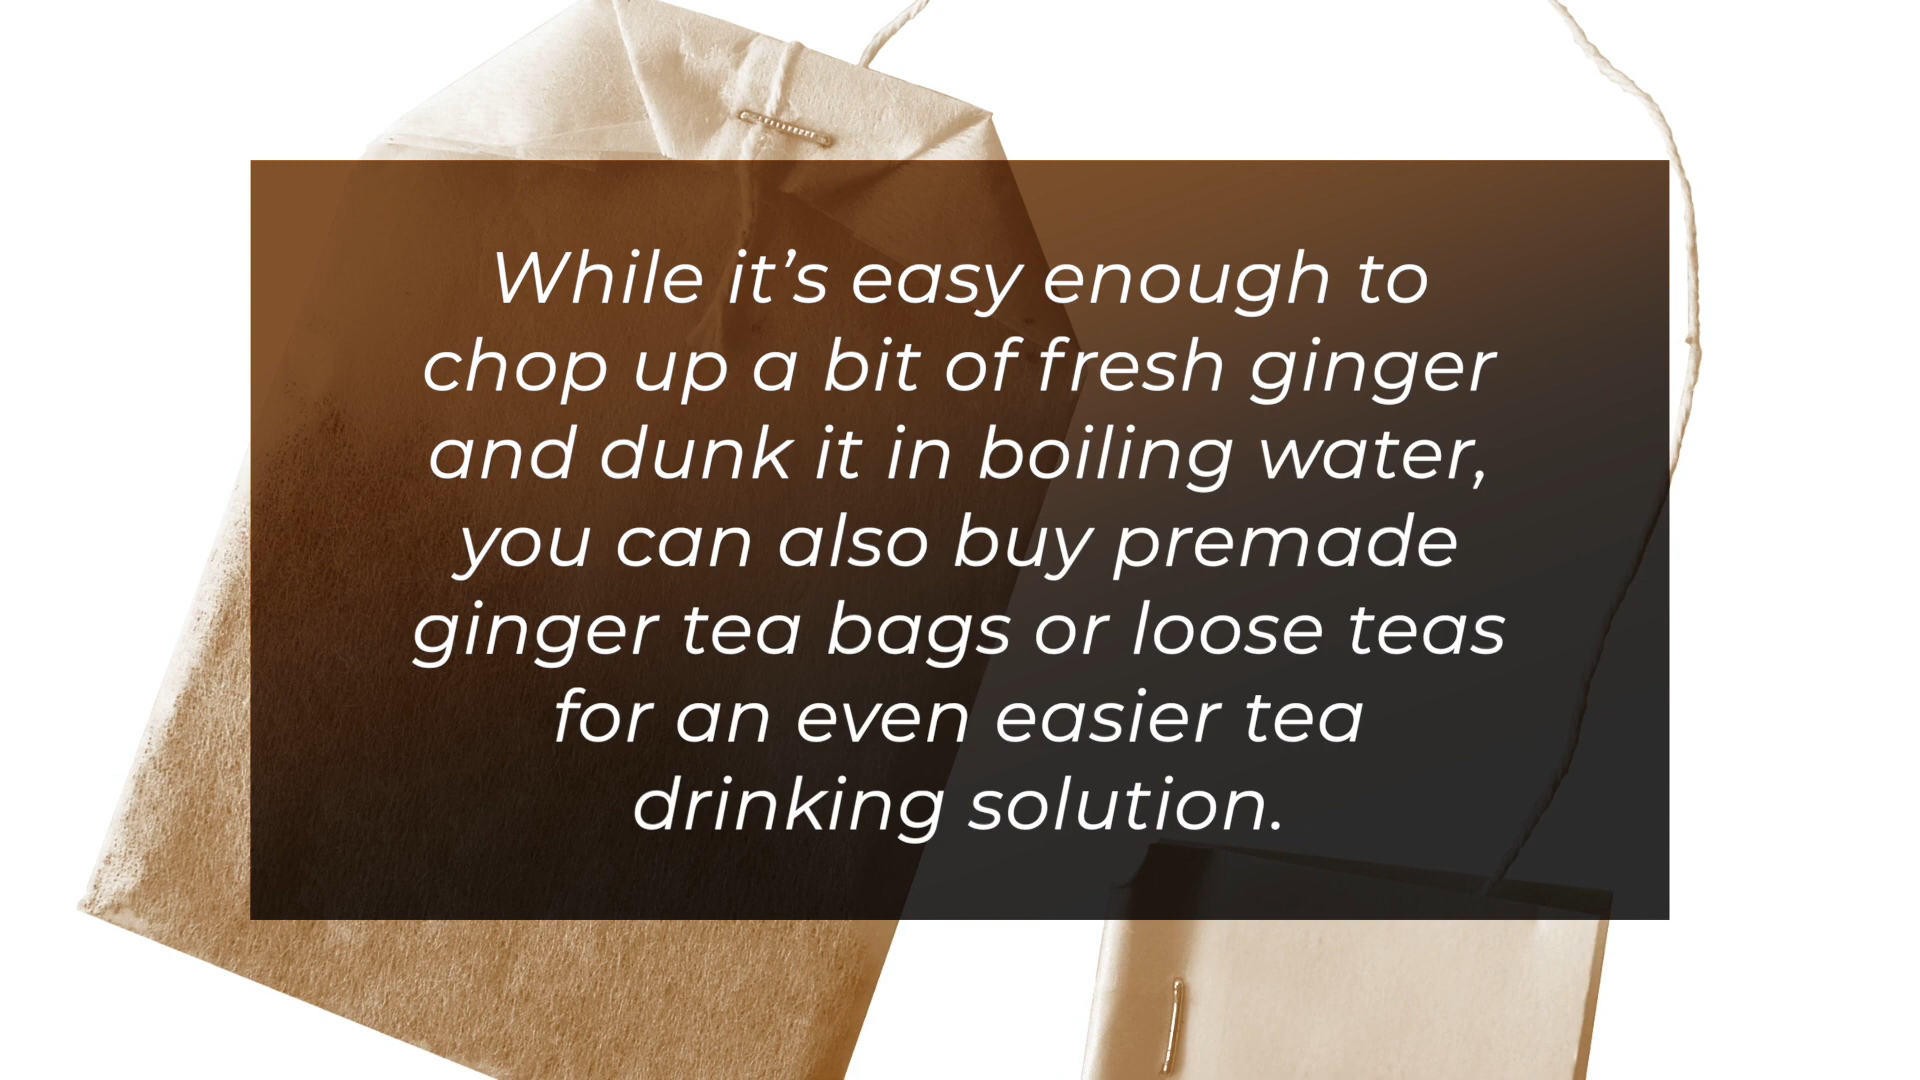 While it’s easy enough to
chop up a bit of fresh ginger
and dunk it in boiling water,
you can also buy premade
ginger tea bags or loose teas
for an even easier tea
drinking solution.